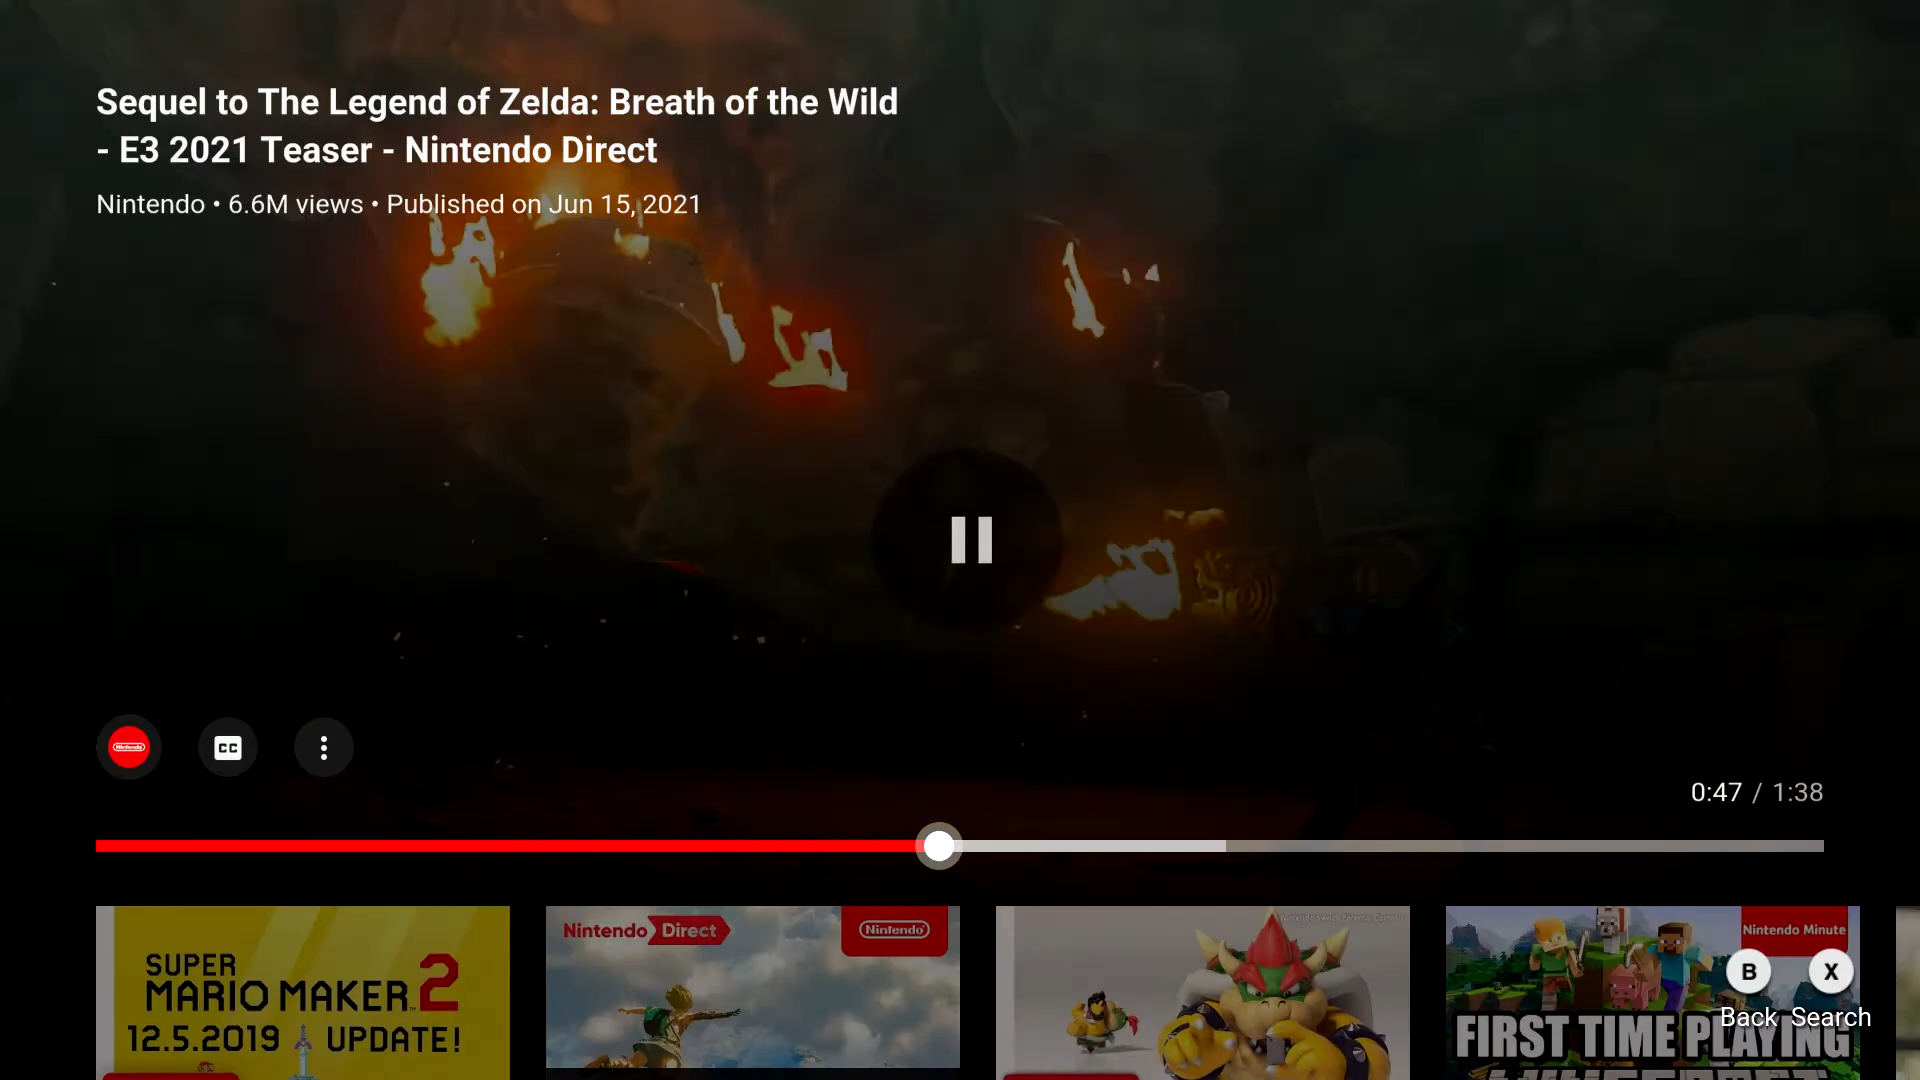 Sequel to The Legend of Zelda: Breath of the Wild
- E3 2021 Teaser - Nintendo Direct
Nintendo • 6.6M views • Published on Jun 15, 2021
Nintendo
CC
0:47 / 1:38
SUPER
MARIO MAKER 2
12.5.2019 UPDATE!
Nintendo Direct
Nintendo
Nintendo Minute
FIRST TIME PLAYING
B X
Back Search